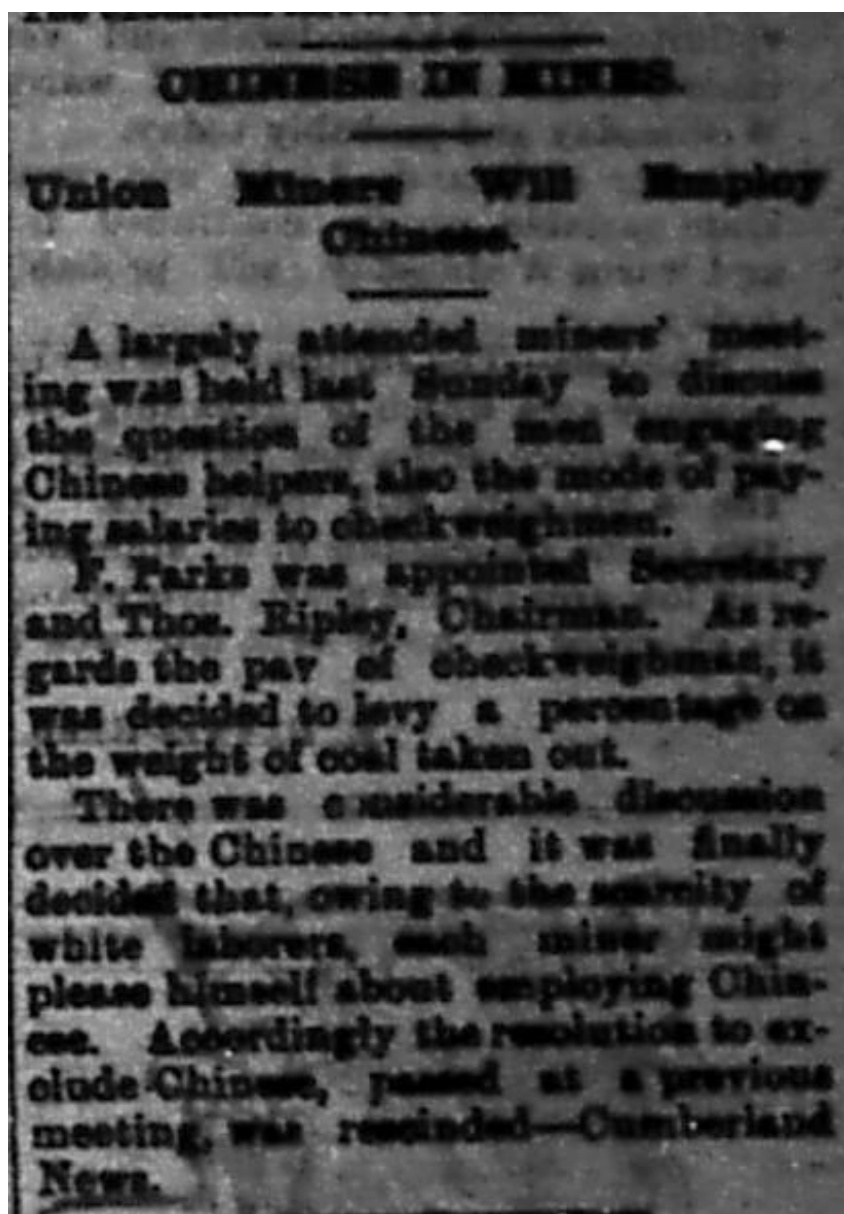 CHINESE IN MINES.
Union Miners Will Employ
Chinese.
A largely attended miners' meet-
ing was held last Sunday to discuss
the question of the men engaging
Chinese helpers, also the mode of pay-
ing salaries to checkweighmen.
F. Parks was appointed Secretary
and Thos. Ripley, Chairman. As re-
gards the pay of checkweighman, it
was decided to levy a percentage on
the weight of coal taken out.
There was considerable discussion
over the Chinese and it was finally
decided that, owing to the scarcity of
white laborers, each miner might
please himself about employing Chin-
ese. Accordingly the resolution to ex-
clude Chinese, passed at a previous
meeting, was rescinded—Cumberland
News.